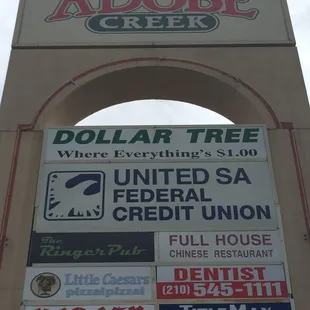 ADOBE
CREEK
DOLLAR TREE
Where Everything's $1.00
UNITED SA
FEDERAL
CREDIT UNION
The
Ringer Pub
FULL HOUSE
CHINESE RESTAURANT
Little Caesars
pizza!pizza!
DENTIST
(210) 545-1111
TITLEMAX